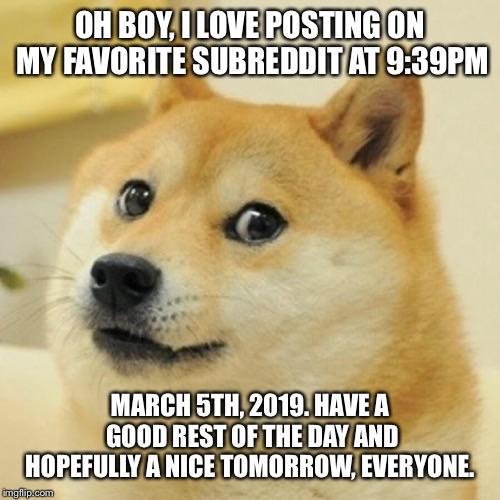 OH BOY, I LOVE POSTING ON
MY FAVORITE SUBREDDIT AT 9:39PM
MARCH 5TH, 2019. HAVE A
GOOD REST OF THE DAY AND
HOPEFULLY A NICE TOMORROW, EVERYONE.
imgflip.com